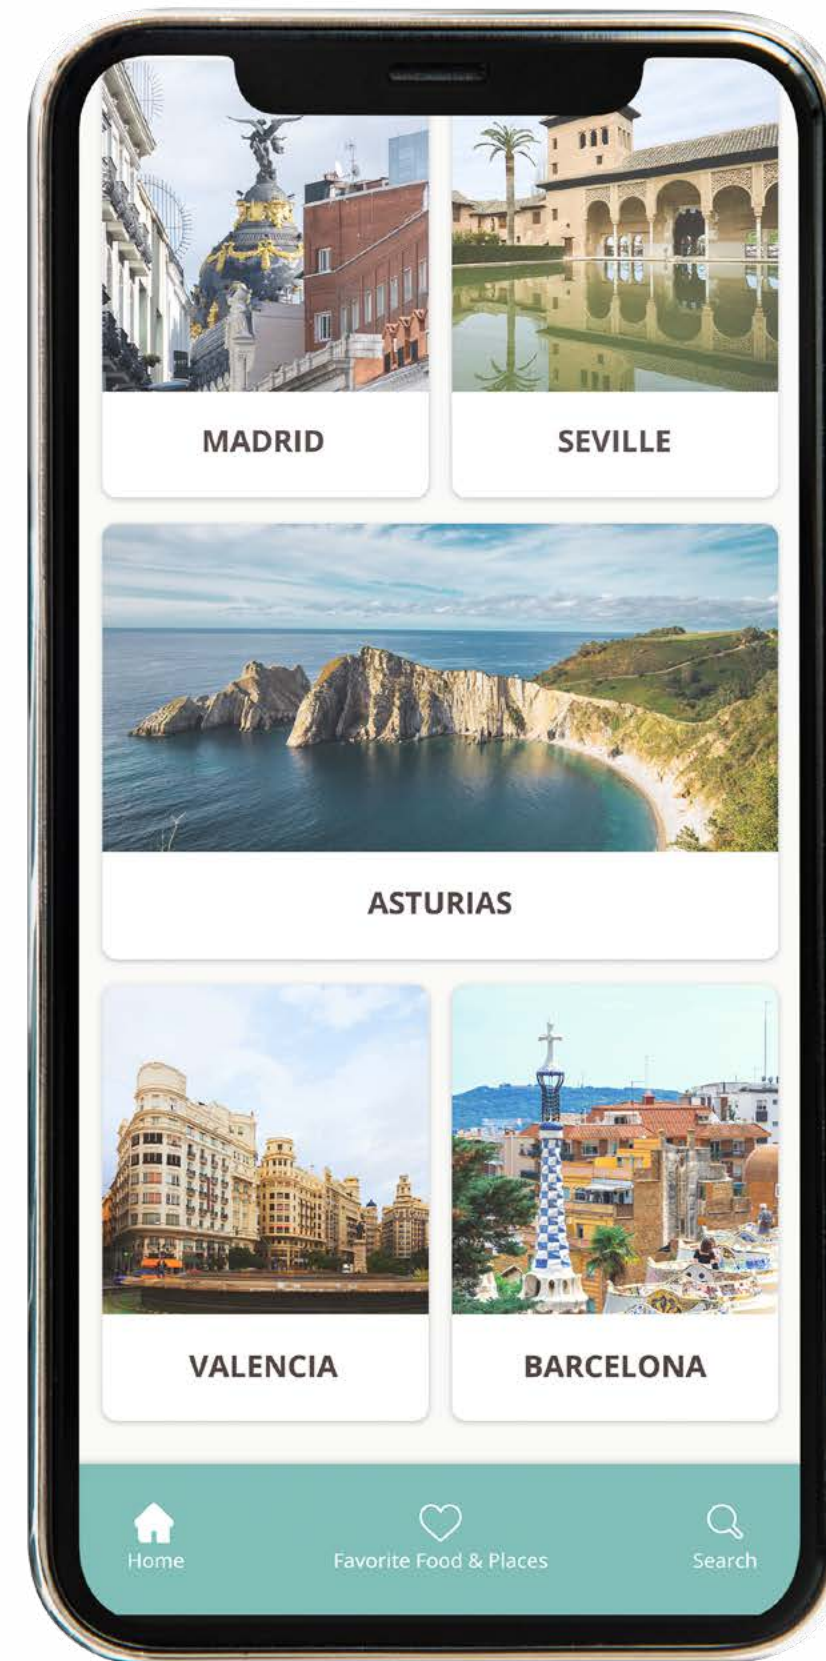 MADRID
SEVILLE
ASTURIAS
VALENCIA
BARCELONA
Home
Favorite Food & Places
Search